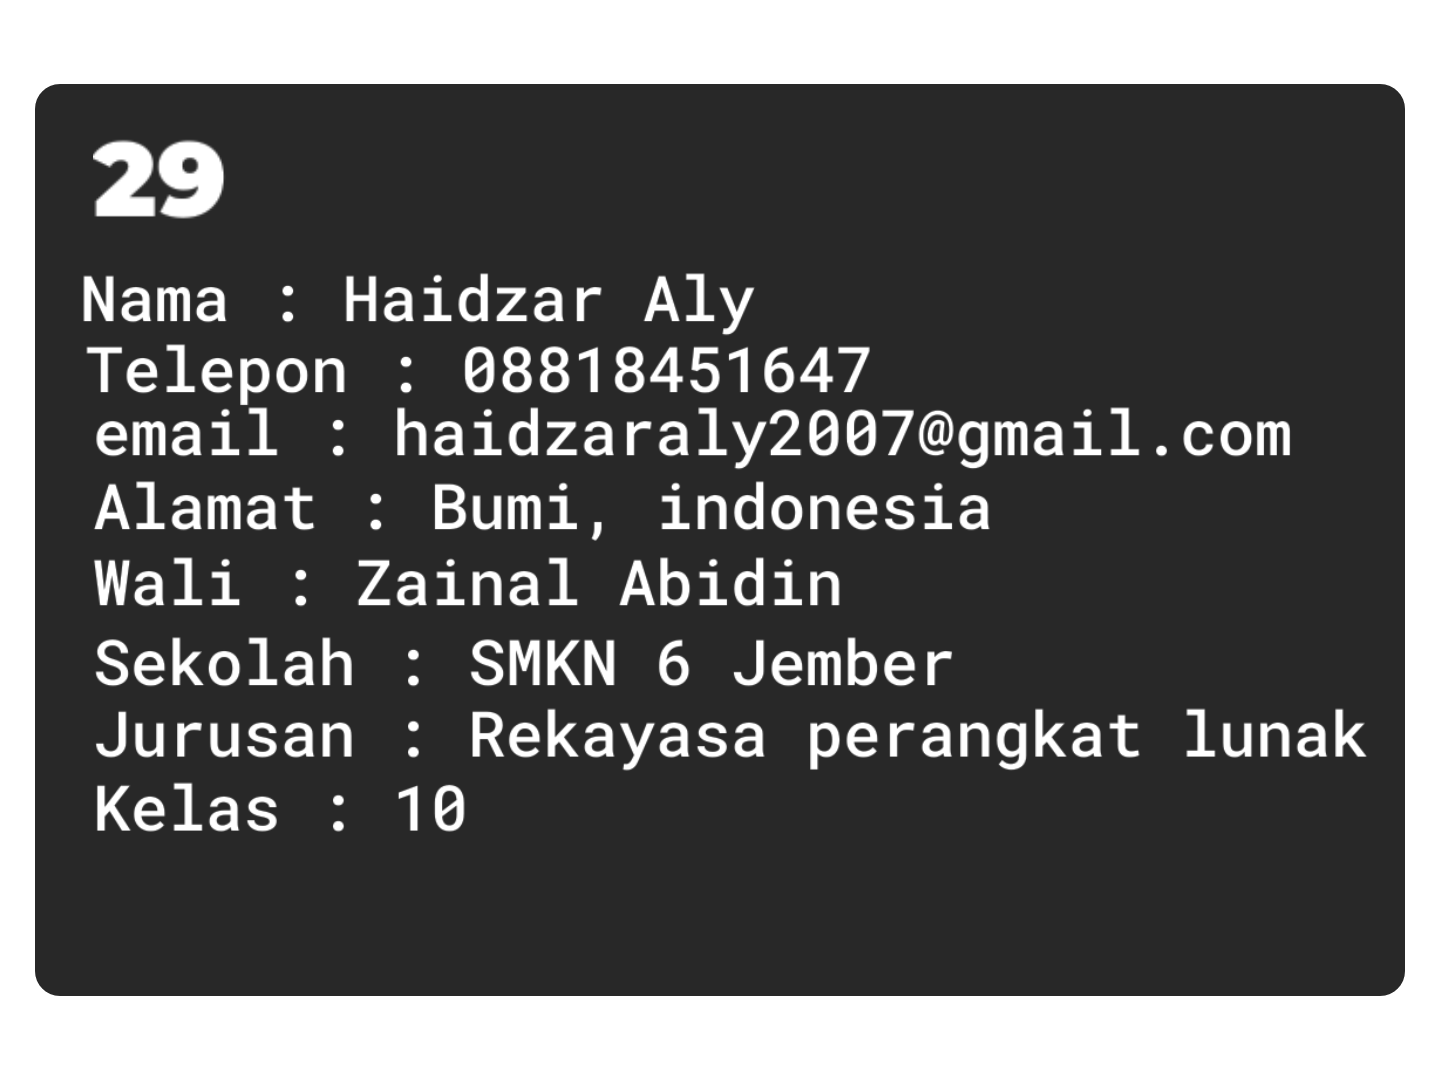 29
Nama : Haidzar Aly
Telepon : 08818451647
email : haidzaraly2007@gmail.com
Alamat : Bumi, indonesia
Wali : Zainal Abidin
Sekolah : SMKN 6 Jember
Jurusan : Rekayasa perangkat lunak
Kelas : 10